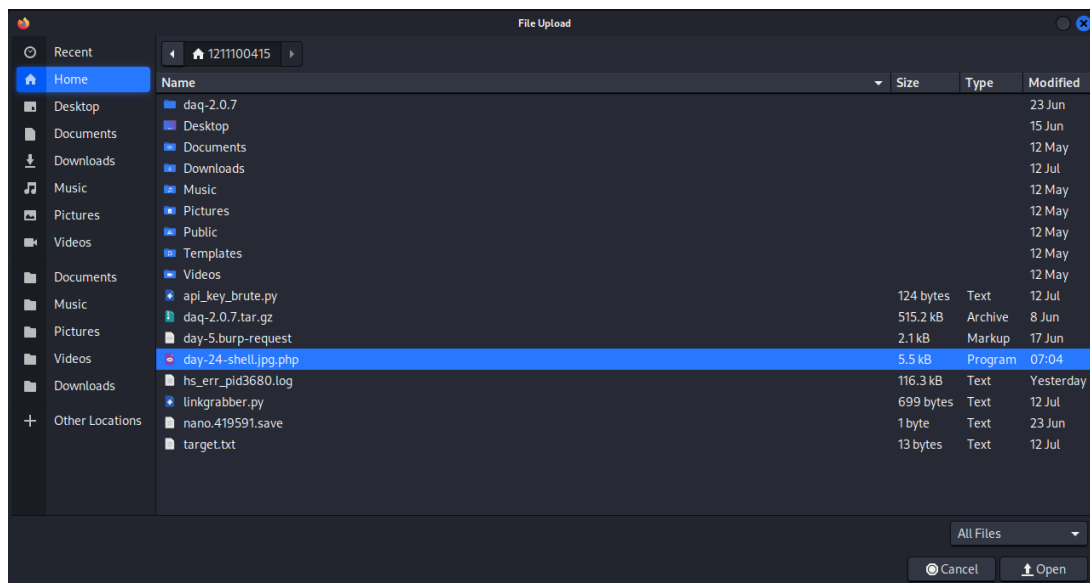 File Upload
Recent
Home
Desktop
Documents
Downloads
Music
Pictures
Videos
Documents
Music
Pictures
Videos
Downloads
Other Locations
1211100415
Name Size Type Modified
daq-2.0.7 23 Jun
Desktop 15 Jun
Documents 12 May
Downloads 12 Jul
Music 12 May
Pictures 12 May
Public 12 May
Templates 12 May
Videos 12 May
api_key_brute.py 124 bytes Text 12 Jul
daq-2.0.7.tar.gz 515.2 kB Archive 8 Jun
day-5.burp-request 2.1 kB Markup 17 Jun
day-24-shell.jpg.php 5.5 kB Program 07:04
hs_err_pid3680.log 116.3 kB Text Yesterday
linkgrabber.py 699 bytes Text 12 Jul
nano.419591.save 1 byte Text 23 Jun
target.txt 13 bytes Text 12 Jul
All Files
Cancel Open